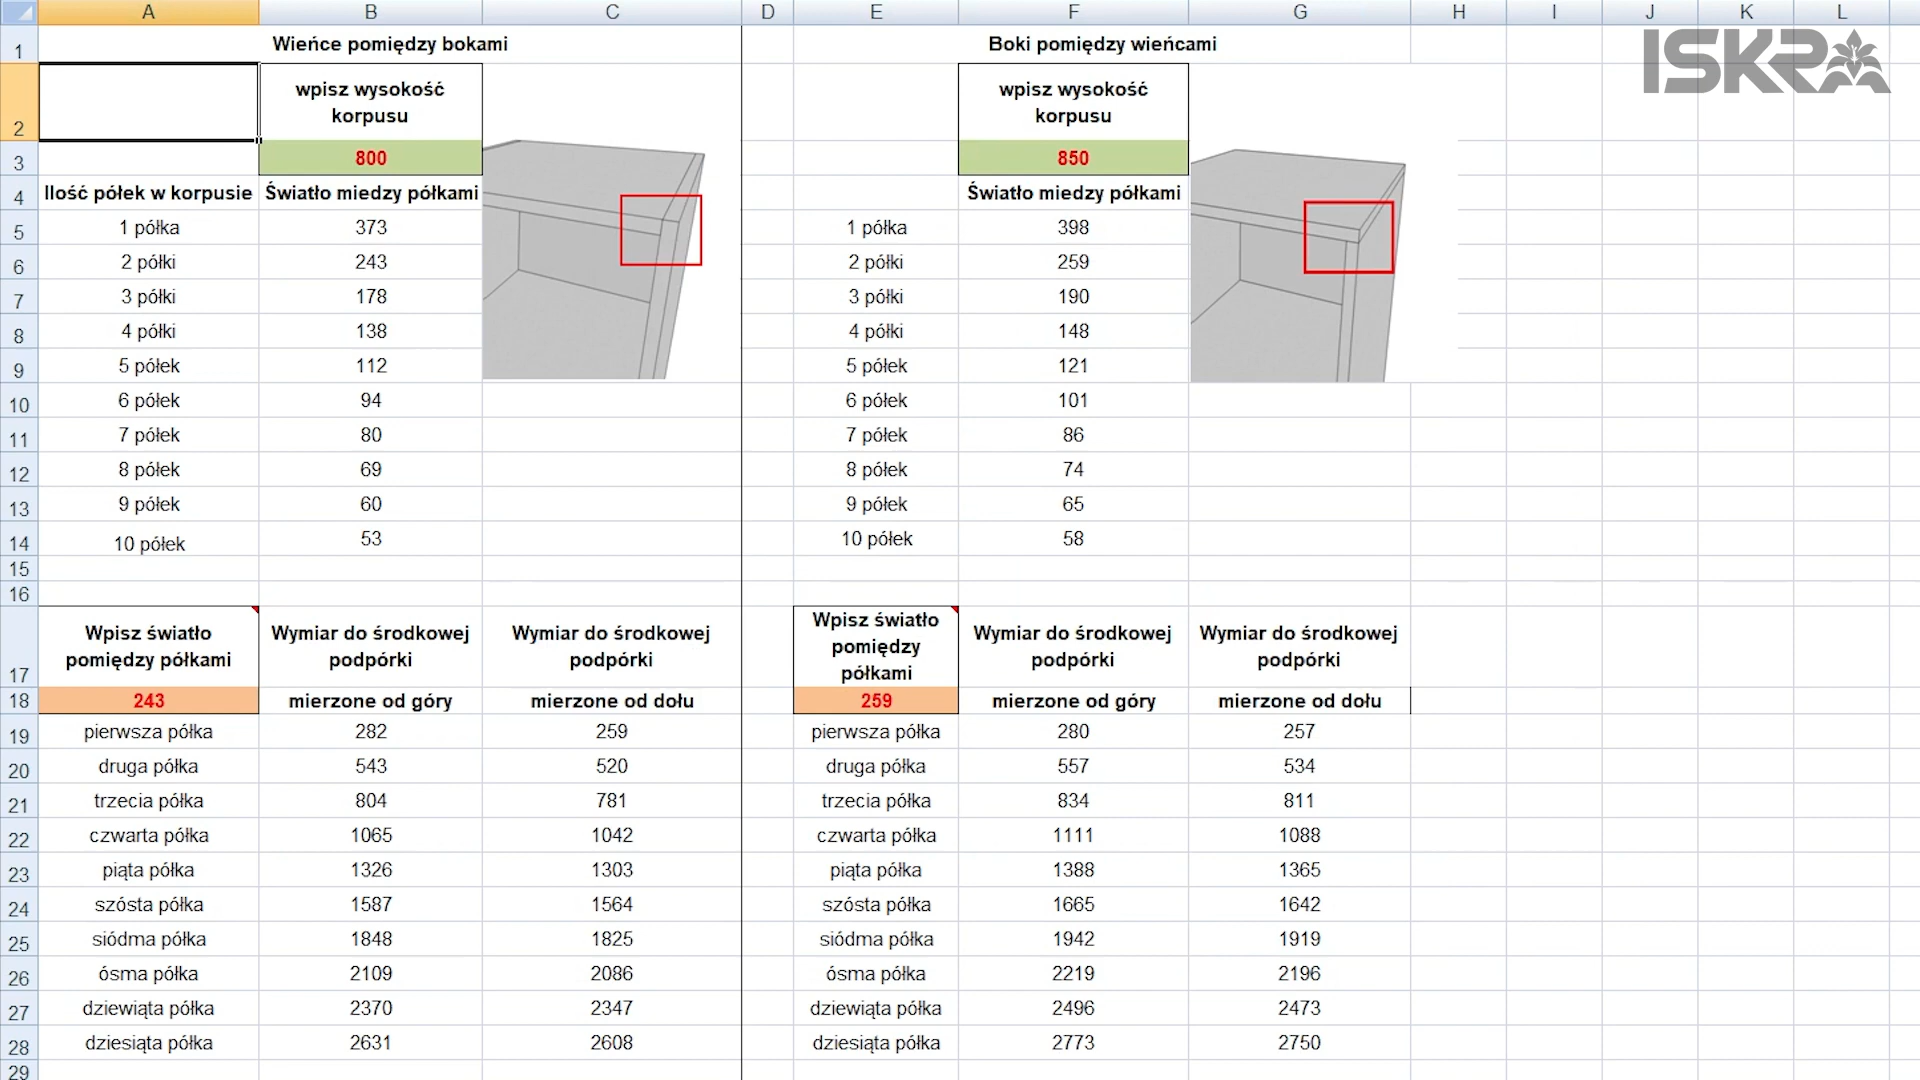 A B C D E F G H I J K L
1 Wieńce pomiędzy bokami Boki pomiędzy wieńcami
ISKRA
2 wpisz wysokość wpisz wysokość
korpusu korpusu
3 800 850
4 Ilość półek w korpusie Światło miedzy półkami Światło miedzy półkami
5 1 półka 373 1 półka 398
6 2 półki 243 2 półki 259
7 3 półki 178 3 półki 190
8 4 półki 138 4 półki 148
9 5 półek 112 5 półek 121
10 6 półek 94 6 półek 101
11 7 półek 80 7 półek 86
12 8 półek 69 8 półek 74
13 9 półek 60 9 półek 65
14 10 półek 53 10 półek 58
15
16
17 Wpisz światło Wymiar do środkowej Wymiar do środkowej Wpisz światło Wymiar do środkowej Wymiar do środkowej
pomiędzy półkami podpórki podpórki pomiędzy podpórki podpórki
półkami
18 243 mierzone od góry mierzone od dołu 259 mierzone od góry mierzone od dołu
19 pierwsza półka 282 259 pierwsza półka 280 257
20 druga półka 543 520 druga półka 557 534
21 trzecia półka 804 781 trzecia półka 834 811
22 czwarta półka 1065 1042 czwarta półka 1111 1088
23 piąta półka 1326 1303 piąta półka 1388 1365
24 szósta półka 1587 1564 szósta półka 1665 1642
25 siódma półka 1848 1825 siódma półka 1942 1919
26 ósma półka 2109 2086 ósma półka 2219 2196
27 dziewiąta półka 2370 2347 dziewiąta półka 2496 2473
28 dziesiąta półka 2631 2608 dziesiąta półka 2773 2750
29